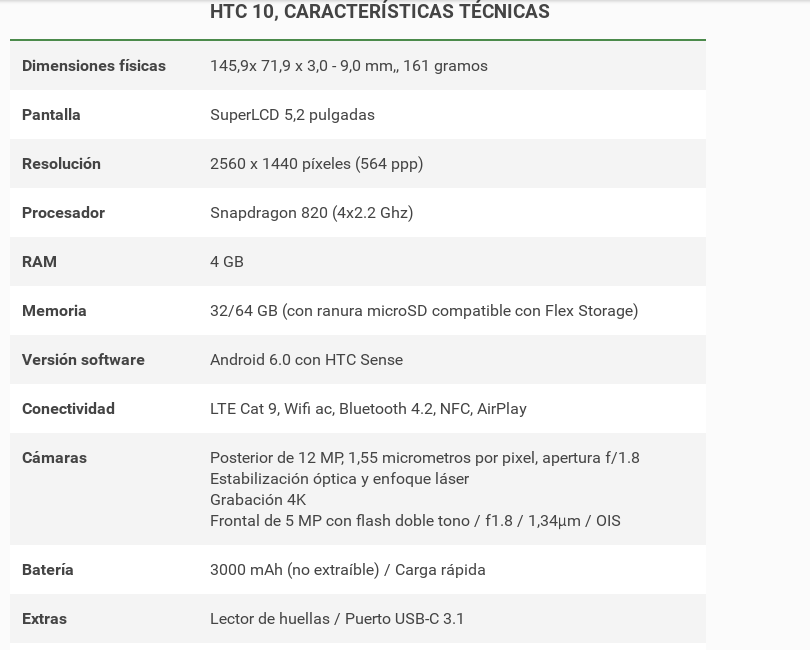 HTC 10, CARACTERÍSTICAS TÉCNICAS
Dimensiones físicas 145,9x 71,9 x 3,0 - 9,0 mm,, 161 gramos
Pantalla SuperLCD 5,2 pulgadas
Resolución 2560 x 1440 píxeles (564 ppp)
Procesador Snapdragon 820 (4x2.2 Ghz)
RAM 4 GB
Memoria 32/64 GB (con ranura microSD compatible con Flex Storage)
Versión software Android 6.0 con HTC Sense
Conectividad LTE Cat 9, Wifi ac, Bluetooth 4.2, NFC, AirPlay
Cámaras Posterior de 12 MP, 1,55 micrometros por pixel, apertura f/1.8
Estabilización óptica y enfoque láser
Grabación 4K
Frontal de 5 MP con flash doble tono / f1.8 / 1,34µm / OIS
Batería 3000 mAh (no extraíble) / Carga rápida
Extras Lector de huellas / Puerto USB-C 3.1